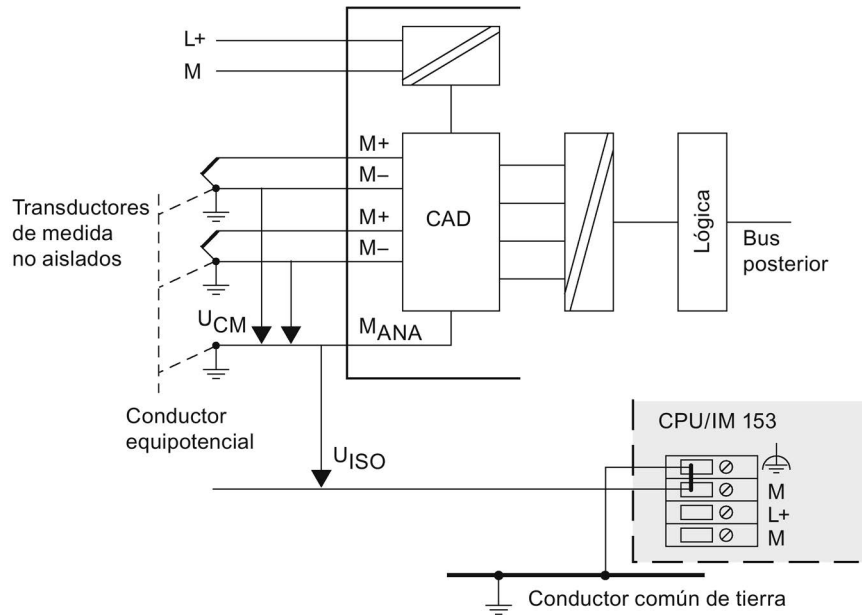 L+
M
M+
M–
M+
M–
CAD
Lógica
Bus
posterior
Transductores
de medida
no aislados
UCM
MANA
Conductor
equipotencial
UISO
CPU/IM 153
M
L+
M
Conductor común de tierra